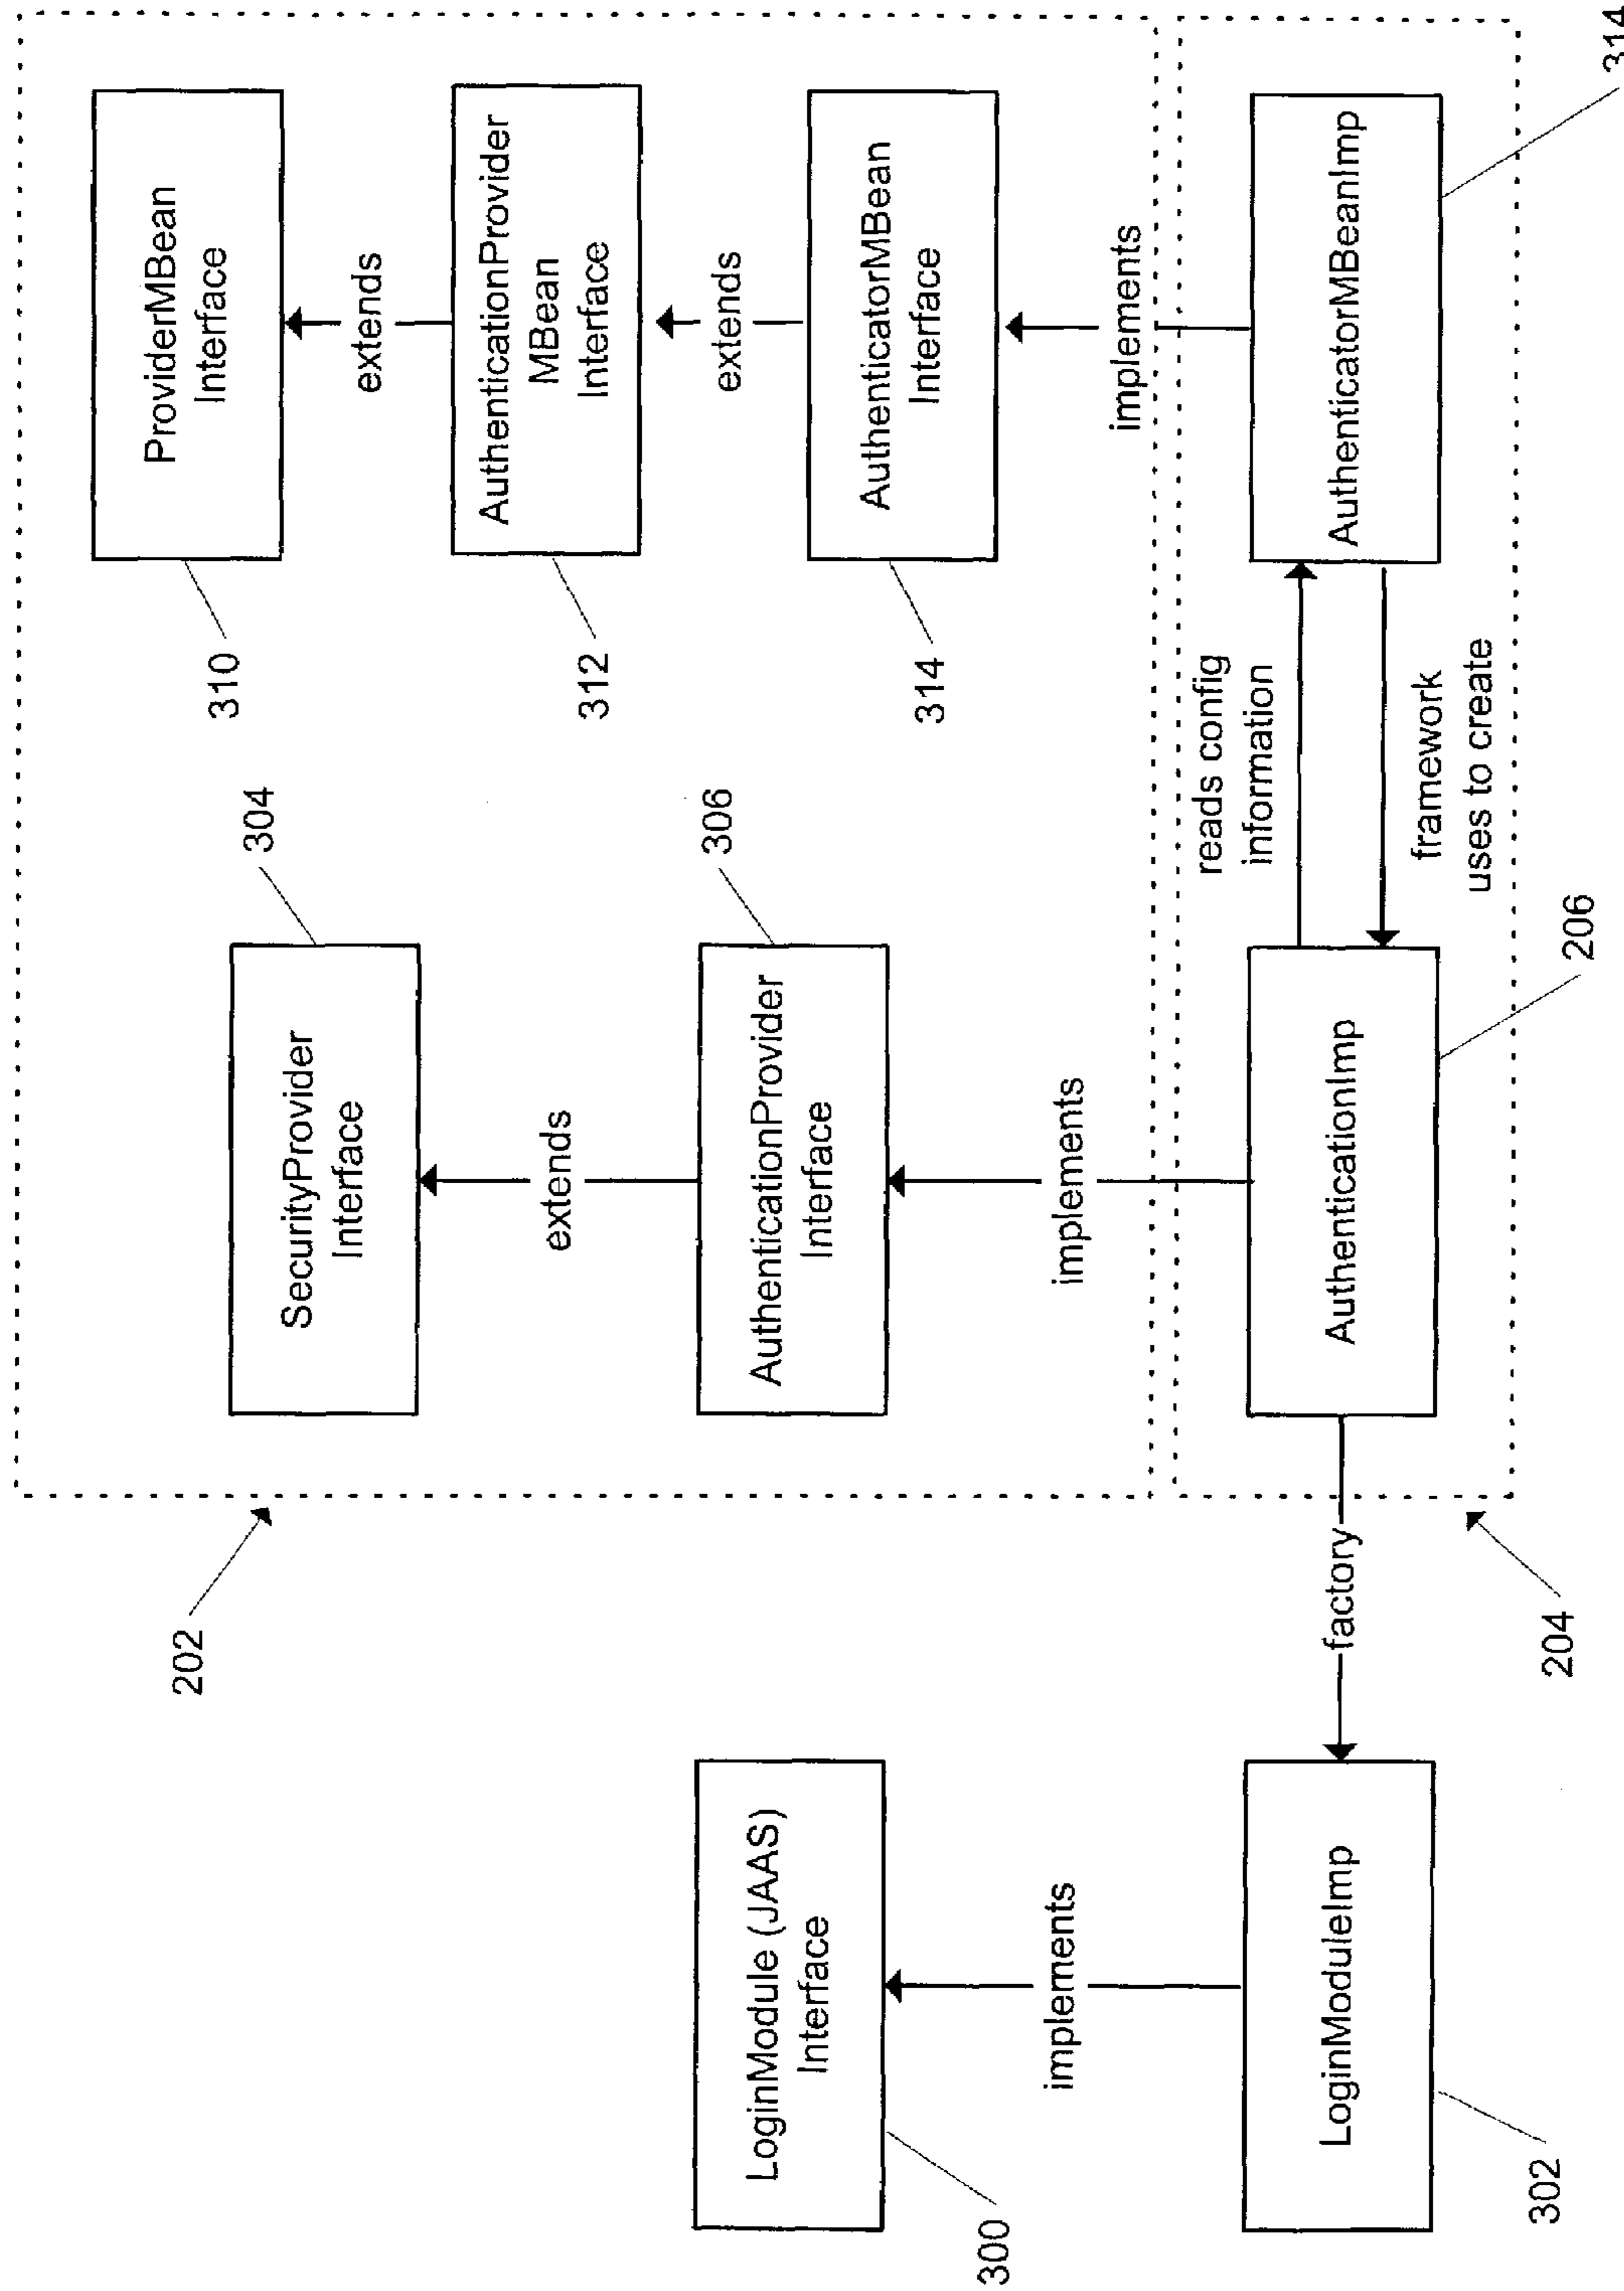 ProviderMBean
Interface
310
202
304
SecurityProvider
Interface
extends
AuthenticationProvider
MBean
Interface
312
extends
306
extends
LoginModule (JAAS)
Interface
300
AuthenticationProvider
Interface
AuthenticatorMBean
Interface
314
implements
implements
implements
reads config
information
LoginModuleImp
302
factory
AuthenticationImp
206
AuthenticatorMBeanImp
314
framework
uses to create
204